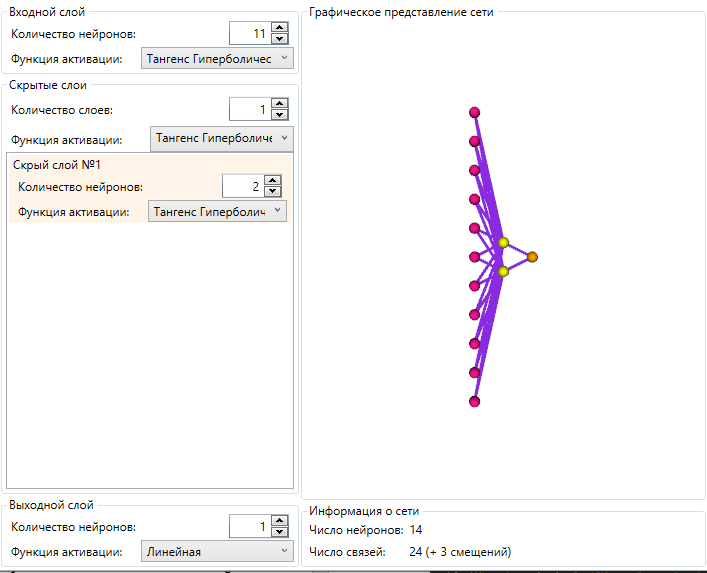 Входной слой
Количество нейронов: 11
Функция активации: Тангенс Гиперболичес
Скрытые слои
Количество слоев: 1
Функция активации: Тангенс Гиперболиче
Скрый слой №1
Количество нейронов: 2
Функция активации: Тангенс Гиперболич
Выходной слой
Количество нейронов: 1
Функция активации: Линейная
Графическое представление сети
Информация о сети
Число нейронов: 14
Число связей: 24 (+ 3 смещений)